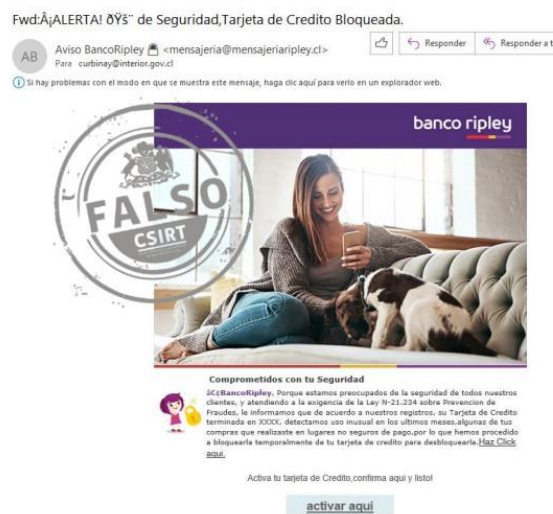 Fwd:Â¡ALERTA! ðŸš¨ de Seguridad,Tarjeta de Credito Bloqueada.
AB
Aviso BancoRipley <mensajeria@mensajeriaripley.cl>
Para curbinay@interior.gov.cl
Responder
Responder a t
Si hay problemas con el modo en que se muestra este mensaje, haga clic aquí para verlo en un explorador web.
banco ripley
FALSO
CSIRT
Comprometidos con tu Seguridad
â€¢BancoRipley, Porque estamos preocupados de la seguridad de todos nuestros
clientes, y atendiendo a la exigencia de la Ley N-21.234 sobre Prevencion de
Fraudes, le informamos que de acuerdo a nuestros registros, su Tarjeta de Credito
terminada en XXXX, detectamos uso inusual en los ultimos meses,algunas de tus
compras que realizaste en lugares no seguros de pago,por lo que hemos procedido
a bloquearla temporalmente de tu tarjeta de credito para desbloquearla.Haz Click
aqui.
Activa tu tarjeta de Credito,confirma aqui y listo!
activar aqui